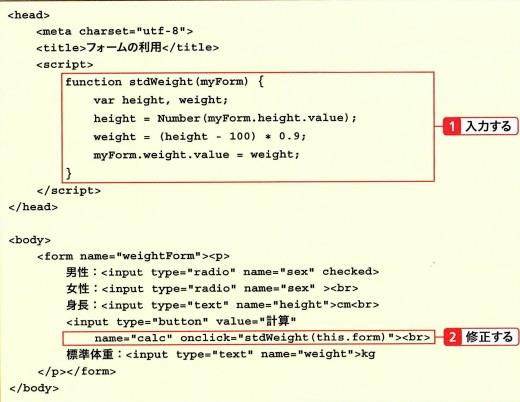 <head>
    <meta charset="utf-8">
    <title>フォームの利用</title>
    <script>
        function stdWeight(myForm) {
            var height, weight;
            height = Number(myForm.height.value);
            weight = (height - 100) * 0.9;
            myForm.weight.value = weight;
        }
1 入力する
    </script>
</head>

<body>
    <form name="weightForm"><p>
        男性：<input type="radio" name="sex" checked>
        女性：<input type="radio" name="sex" ><br>
        身長：<input type="text" name="height">cm<br>
        <input type="button" value="計算"
            name="calc" onclick="stdWeight(this.form)"><br>
2 修正する
        標準体重：<input type="text" name="weight">kg
    </p></form>
</body>